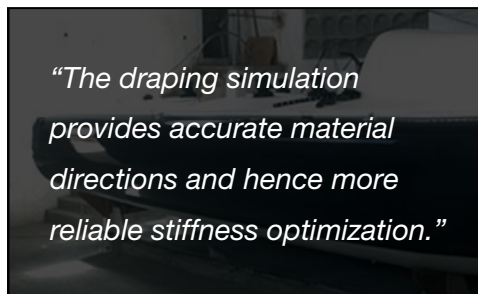 “The draping simulation
provides accurate material
directions and hence more
reliable stiffness optimization.”